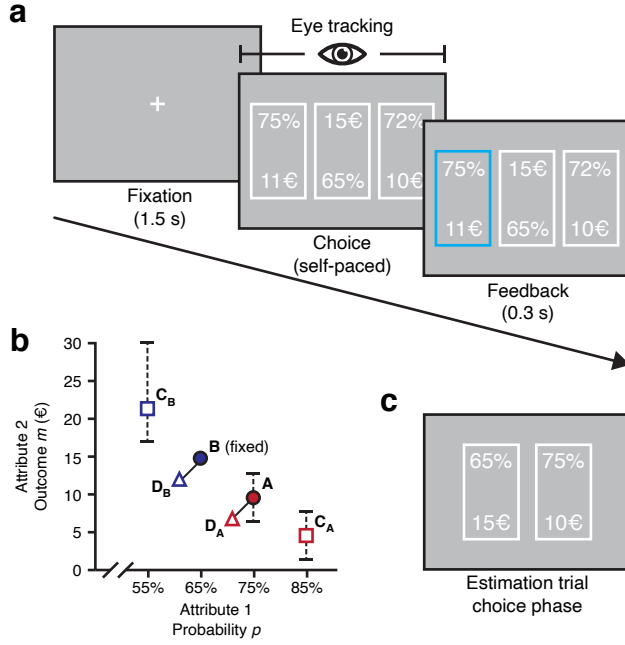 a
Eye tracking
+
75% 15€ 72%
11€ 65% 10€
75% 15€ 72%
11€ 65% 10€
Fixation
(1.5 s)
Choice
(self-paced)
Feedback
(0.3 s)
b
Attribute 2
Outcome m (€)
30
25
20
15
10
5
0
C_B
B (fixed)
D_B
A
D_A
C_A
55% 65% 75% 85%
Attribute 1
Probability p
c
65% 75%
15€ 10€
Estimation trial
choice phase